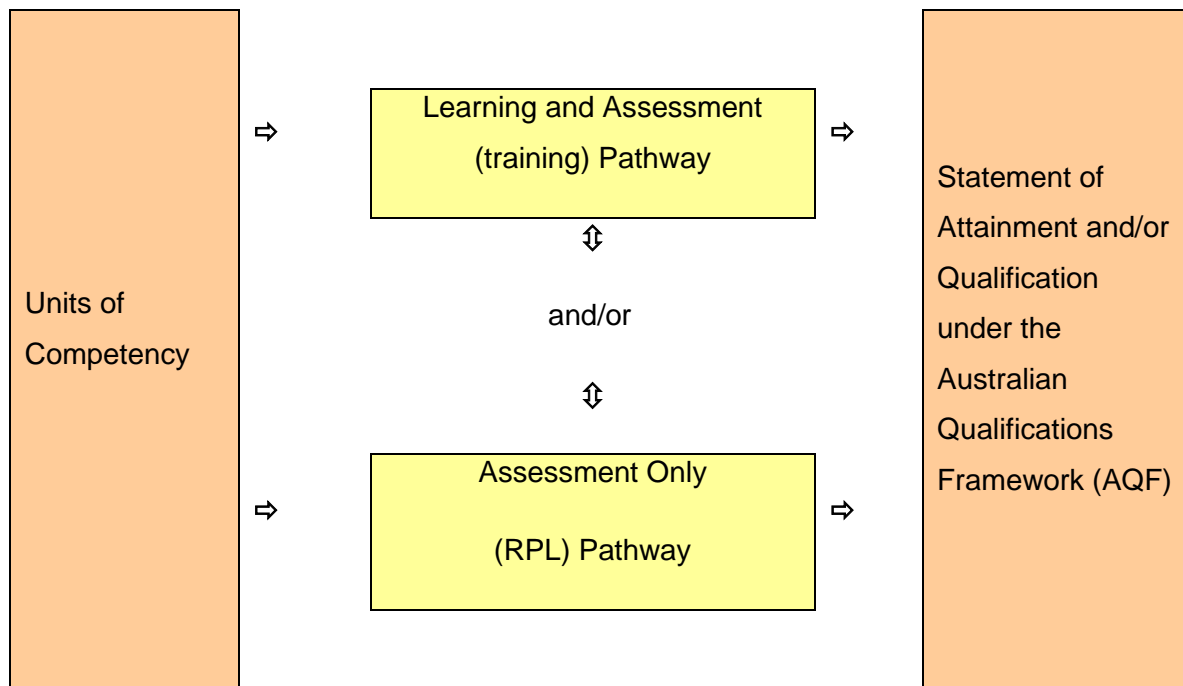 Units of
Competency
Learning and Assessment
(training) Pathway
and/or
Assessment Only
(RPL) Pathway
Statement of
Attainment and/or
Qualification
under the
Australian
Qualifications
Framework (AQF)